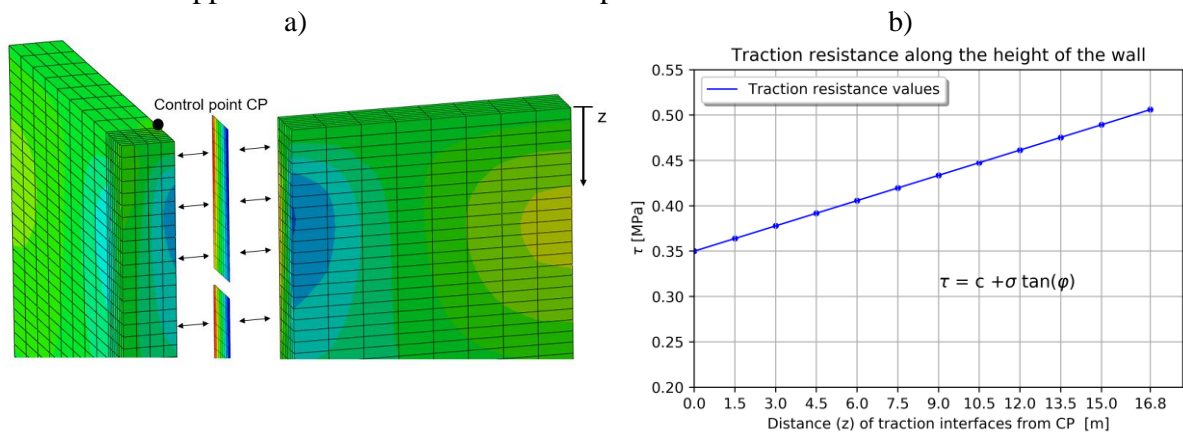 a)
b)
Control point CP
z
Traction resistance along the height of the wall
Traction resistance values
0.55
0.50
0.45
0.40
0.35
0.30
0.25
0.20
τ [MPa]
τ = c +σ tan(φ)
0.0 1.5 3.0 4.5 6.0 7.5 9.0 10.5 12.0 13.5 15.0 16.8
Distance (z) of traction interfaces from CP [m]